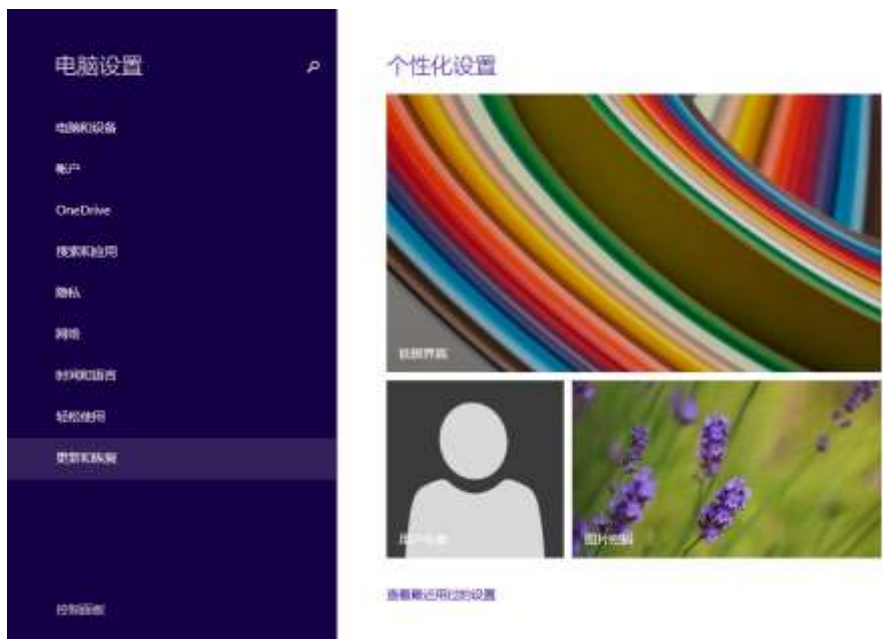 电脑设置
电脑和设备
帐户
OneDrive
搜索和应用
隐私
网络
时间和语言
轻松使用
更新和恢复
控制面板
个性化设置
锁屏界面
用户头像
图片密码
查看最近用过的设置